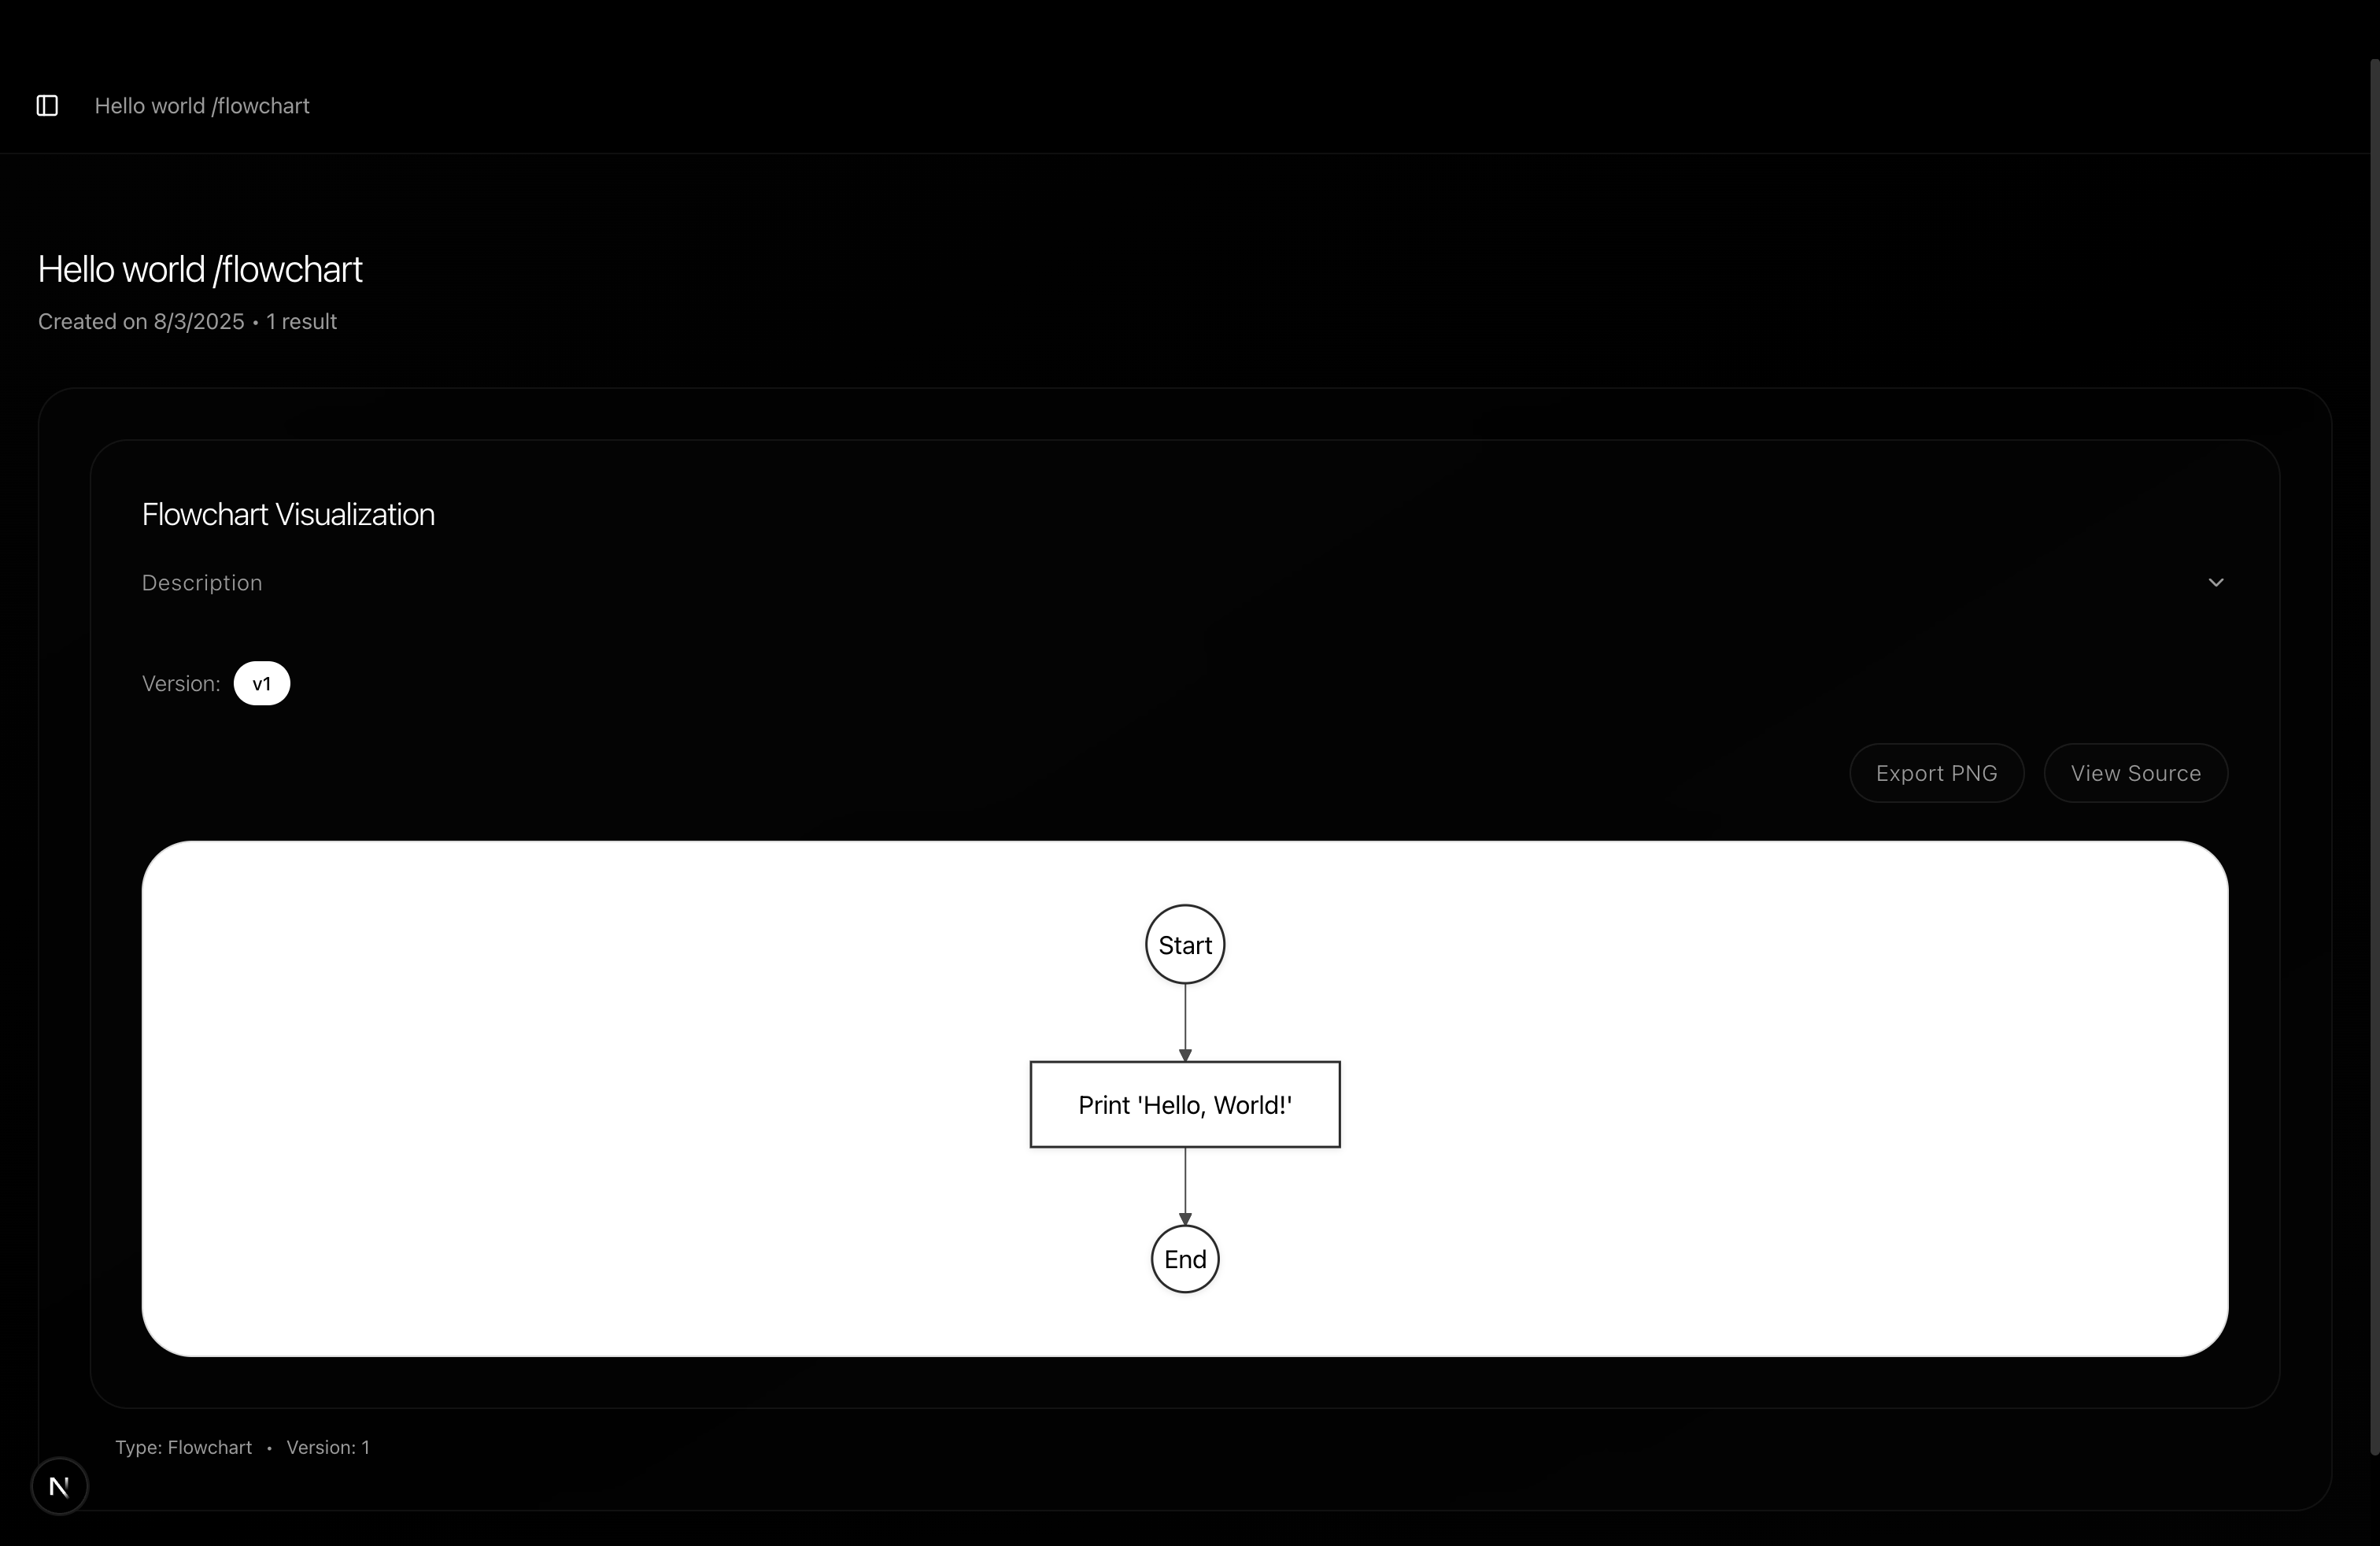 Hello world /flowchart
Hello world /flowchart
Created on 8/3/2025 • 1 result
Flowchart Visualization
Description
Version: v1
Export PNG View Source
Start
Print 'Hello, World!'
End
Type: Flowchart • Version: 1
N